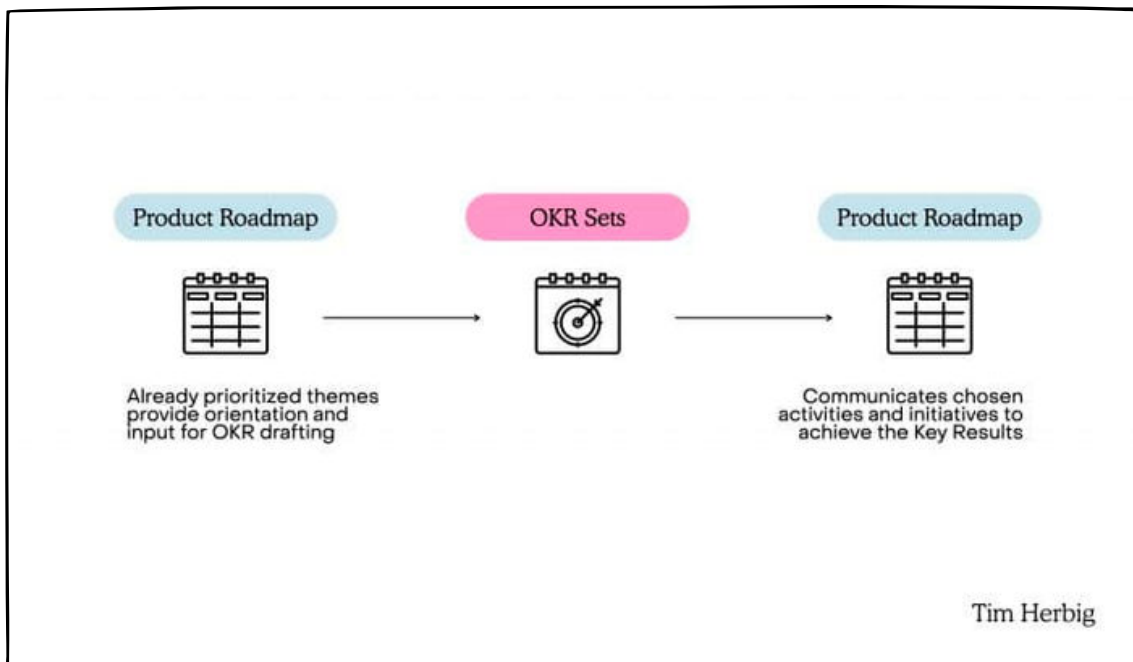 Product Roadmap
OKR Sets
Product Roadmap
Already prioritized themes
provide orientation and
input for OKR drafting
Communicates chosen
activities and initiatives to
achieve the Key Results
Tim Herbig